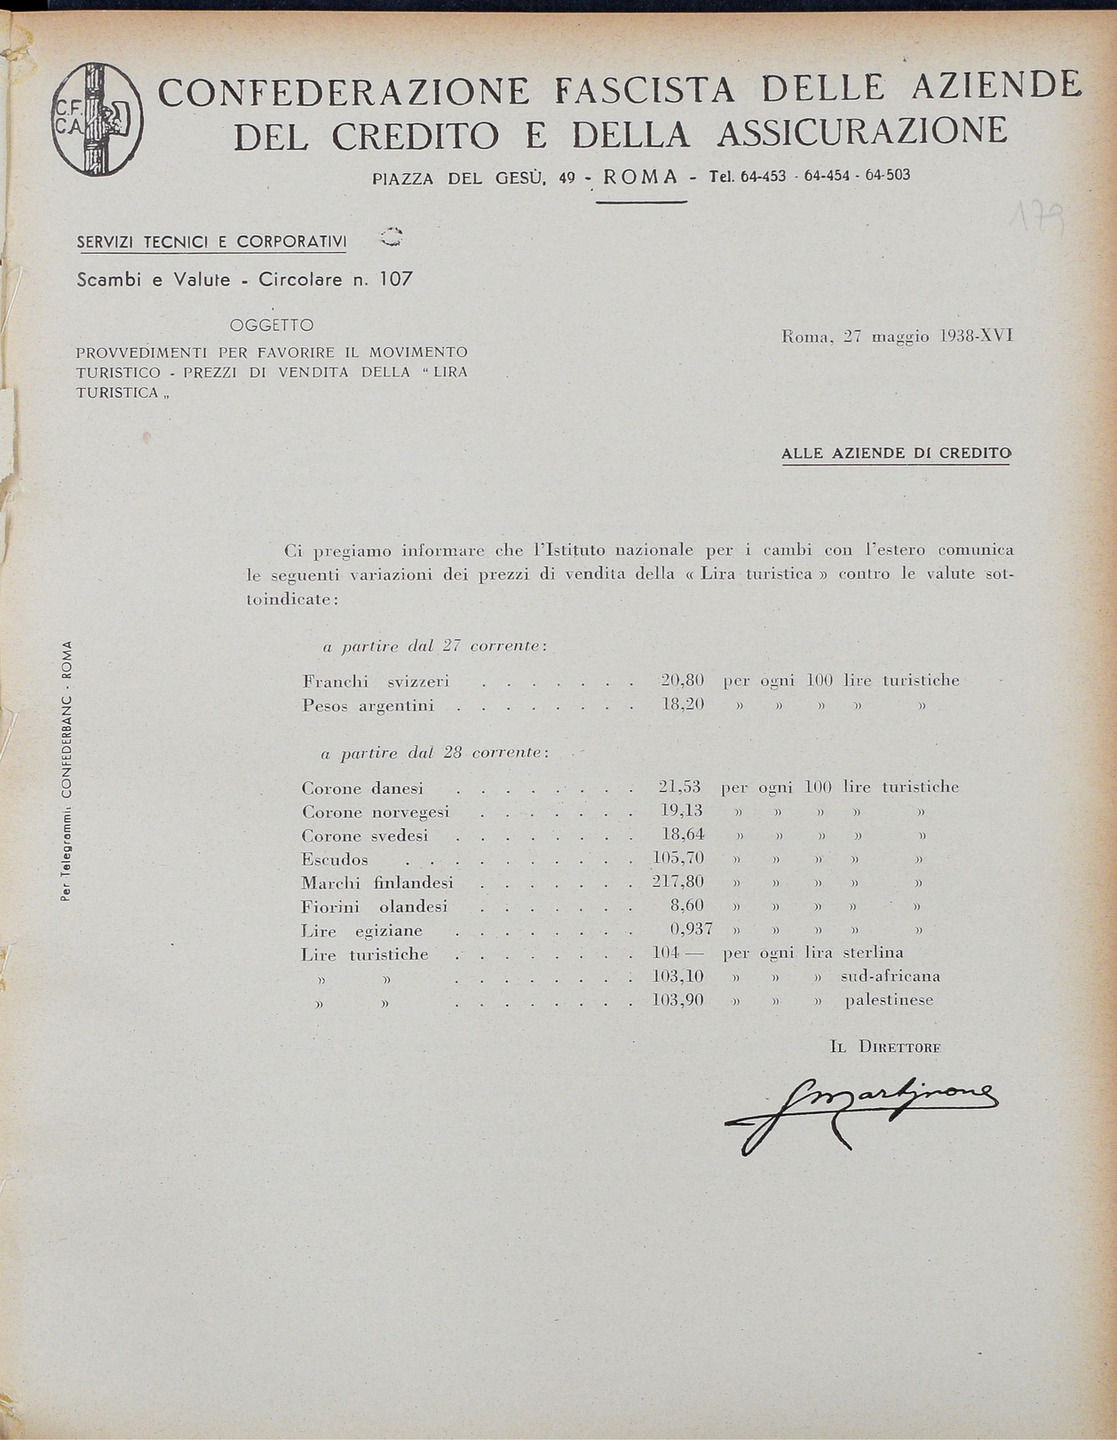 C.F.
C.A.
CONFEDERAZIONE FASCISTA DELLE AZIENDE
DEL CREDITO E DELLA ASSICURAZIONE
PIAZZA DEL GESÙ, 49 - ROMA - Tel. 64-453 - 64-454 - 64-503
179
SERVIZI TECNICI E CORPORATIVI
Scambi e Valute - Circolare n. 107
OGGETTO
PROVVEDIMENTI PER FAVORIRE IL MOVIMENTO
TURISTICO - PREZZI DI VENDITA DELLA “ LIRA
TURISTICA „
Roma, 27 maggio 1938-XVI
ALLE AZIENDE DI CREDITO
Ci pregiamo informare che l'Istituto nazionale per i cambi con l'estero comunica
le seguenti variazioni dei prezzi di vendita della « Lira turistica » contro le valute sot-
toindicate:
a partire dal 27 corrente:
Franchi svizzeri . . . . . . . 20,80 per ogni 100 lire turistiche
Pesos argentini . . . . . . . . 18,20 » » » » »
a partire dal 28 corrente:
Corone danesi . . . . . . . . 21,53 per ogni 100 lire turistiche
Corone norvegesi . . . . . . . 19,13 » » » » »
Corone svedesi . . . . . . . . 18,64 » » » » »
Escudos . . . . . . . . . . 105,70 » » » » »
Marchi finlandesi . . . . . . . 217,80 » » » » »
Fiorini olandesi . . . . . . . 8,60 » » » » »
Lire egiziane . . . . . . . . 0,937 » » » » »
Lire turistiche . . . . . . . . 104 — per ogni lira sterlina
» » . . . . . . . . 103,10 » » » sud-africana
» » . . . . . . . . 103,90 » » » palestinese
IL DIRETTORE
Per Telegrammi: CONFEDERBANC - ROMA